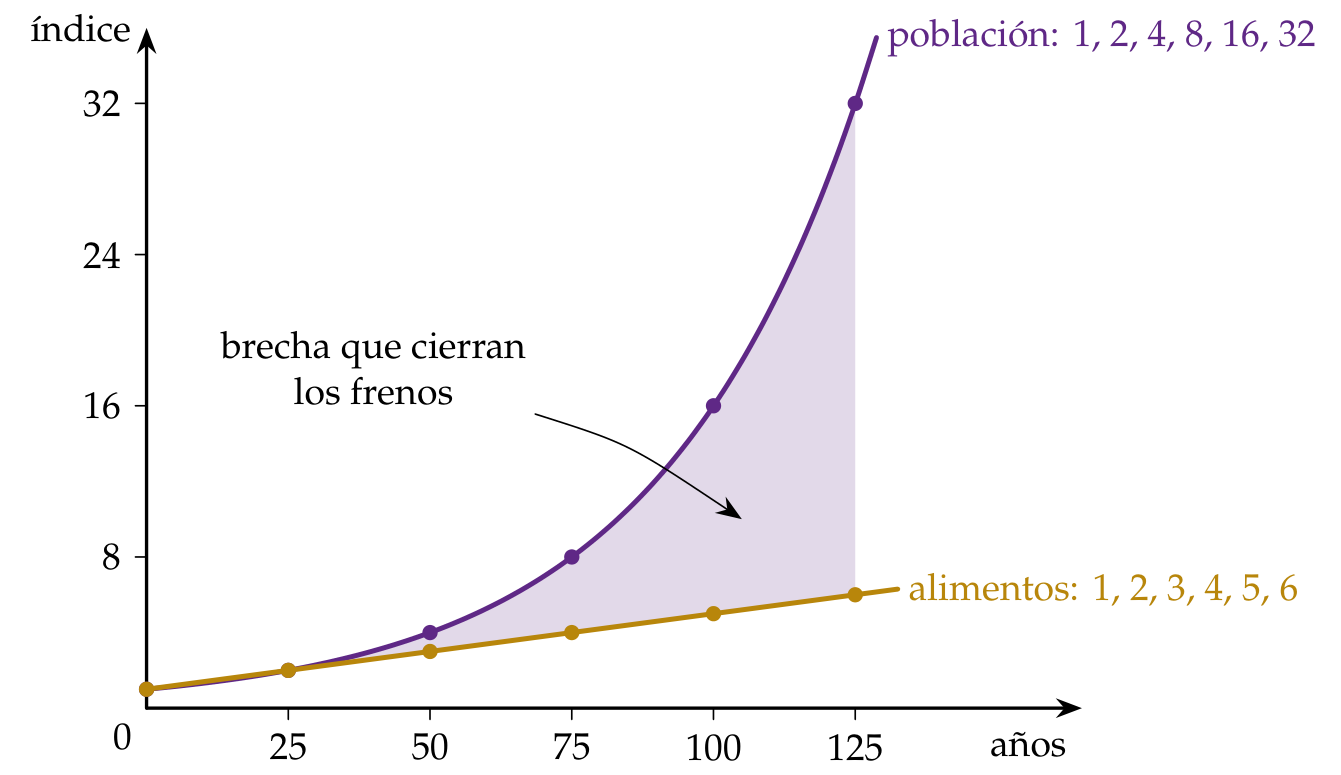 índice
población: 1, 2, 4, 8, 16, 32
32
24
brecha que cierran
los frenos
16
8
alimentos: 1, 2, 3, 4, 5, 6
0
25
50
75
100
125
años